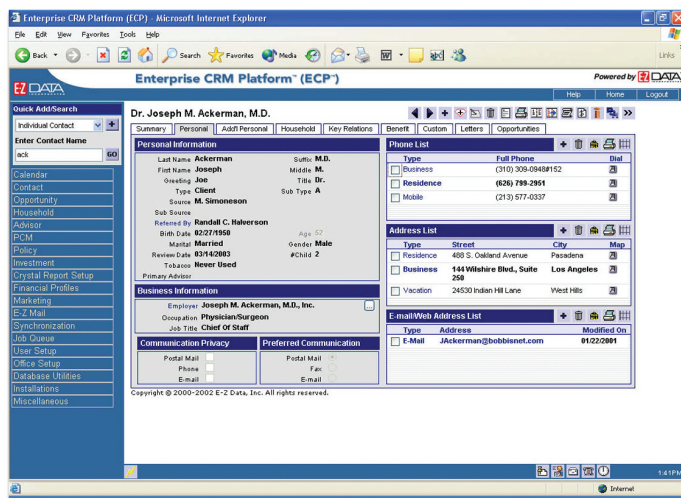 Enterprise CRM Platform (ECP) - Microsoft Internet Explorer
File Edit View Favorites Tools Help
Back Search Favorites Media Links
EZ DATA
Enterprise CRM Platform™ (ECP™)
Powered by EZ DATA
Help Home Logout
Quick Add/Search
Individual Contact
Enter Contact Name
ack GO
Calendar
Contact
Opportunity
Household
Advisor
PCM
Policy
Investment
Crystal Report Setup
Financial Profiles
Marketing
E-Z Mail
Synchronization
Job Queue
User Setup
Office Setup
Database Utilities
Installations
Miscellaneous
Dr. Joseph M. Ackerman, M.D.
Summary Personal Add'l Personal Household Key Relations Benefit Custom Letters Opportunities
Personal Information
Last Name Ackerman Suffix M.D.
First Name Joseph Middle M.
Greeting Joe Title Dr.
Type Client Sub Type A
Source M. Simoneson
Sub Source
Referred By Randall C. Halverson
Birth Date 02/27/1950 Age 57
Marital Married Gender Male
Review Date 03/14/2003 #Child 2
Tobacco Never Used
Primary Advisor
Business Information
Employer Joseph M. Ackerman, M.D., Inc. ...
Occupation Physician/Surgeon
Job Title Chief Of Staff
Communication Privacy
Postal Mail
Phone
E-mail
Preferred Communication
Postal Mail
Fax
E-mail
Phone List
Type Full Phone Dial
Business (310) 309-0948#152
Residence (626) 799-2951
Mobile (213) 577-0337
Address List
Type Street City Map
Residence 488 S. Oakland Avenue Pasadena
Business 144 Wilshire Blvd., Suite 250 Los Angeles
Vacation 24530 Indian Hill Lane West Hills
E-mail/Web Address List
Type Address Modified On
E-Mail JAckerman@bobbisnet.com 01/22/2001
Copyright © 2000-2002 E-Z Data, Inc. All rights reserved.
1:41PM
Internet